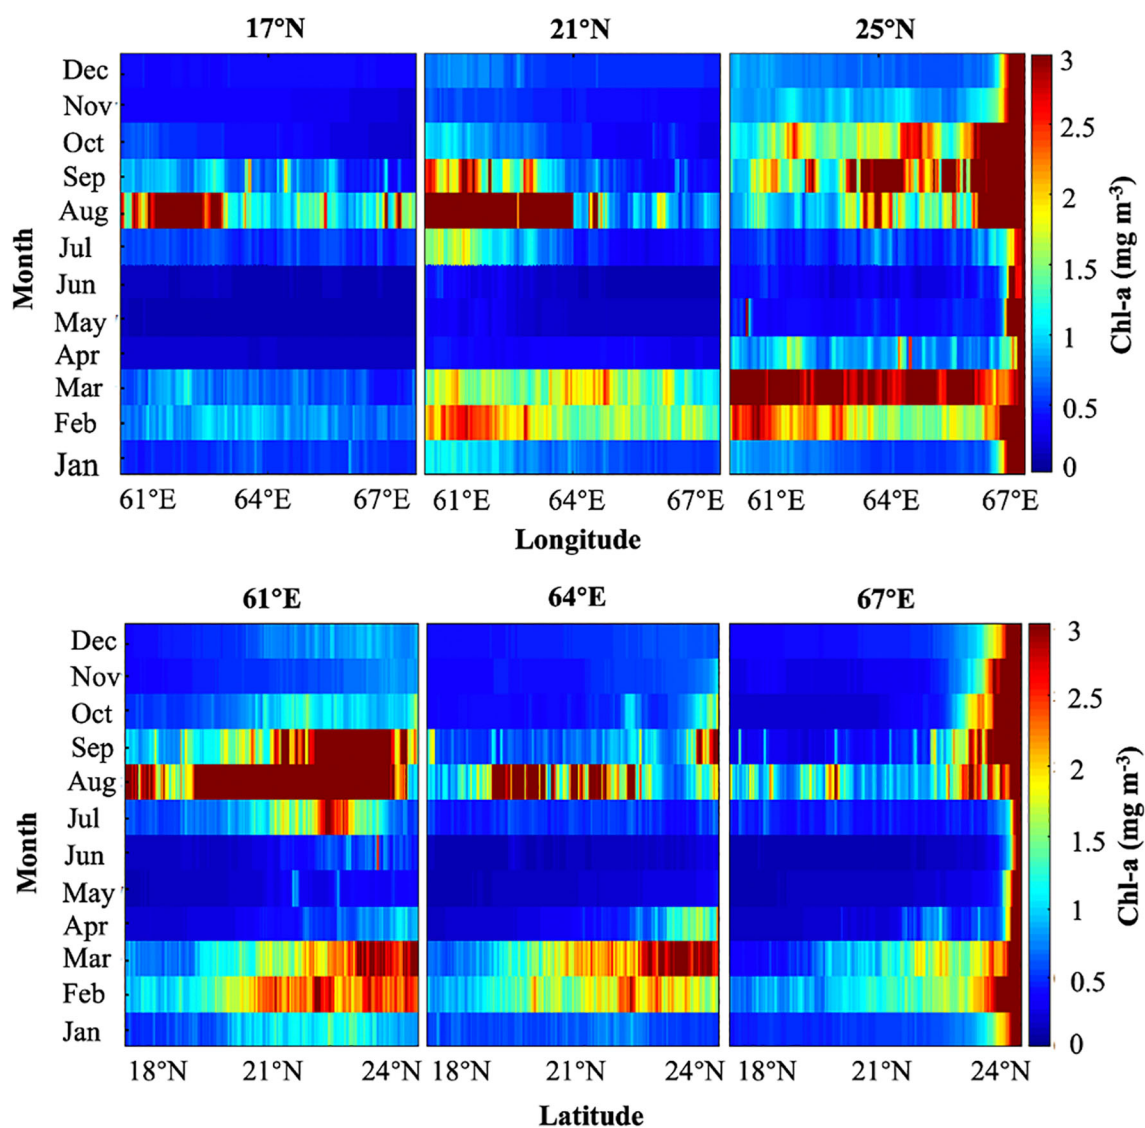 17°N 21°N 25°N
Dec
Nov
Oct
Sep
Aug
Jul
Jun
May
Apr
Mar
Feb
Jan
Month
61°E 64°E 67°E 61°E 64°E 67°E 61°E 64°E 67°E
Longitude
3
2.5
2
1.5
1
0.5
0
Chl-a (mg m⁻³)
61°E 64°E 67°E
Dec
Nov
Oct
Sep
Aug
Jul
Jun
May
Apr
Mar
Feb
Jan
Month
18°N 21°N 24°N 18°N 21°N 24°N 18°N 21°N 24°N
Latitude
3
2.5
2
1.5
1
0.5
0
Chl-a (mg m⁻³)